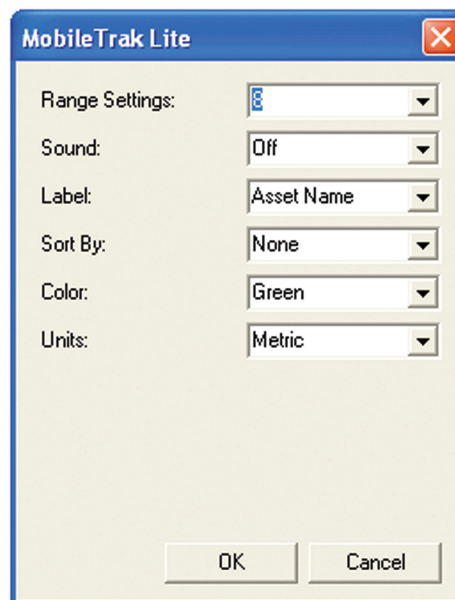 MobileTrak Lite
Range Settings: 8
Sound: Off
Label: Asset Name
Sort By: None
Color: Green
Units: Metric
OK Cancel